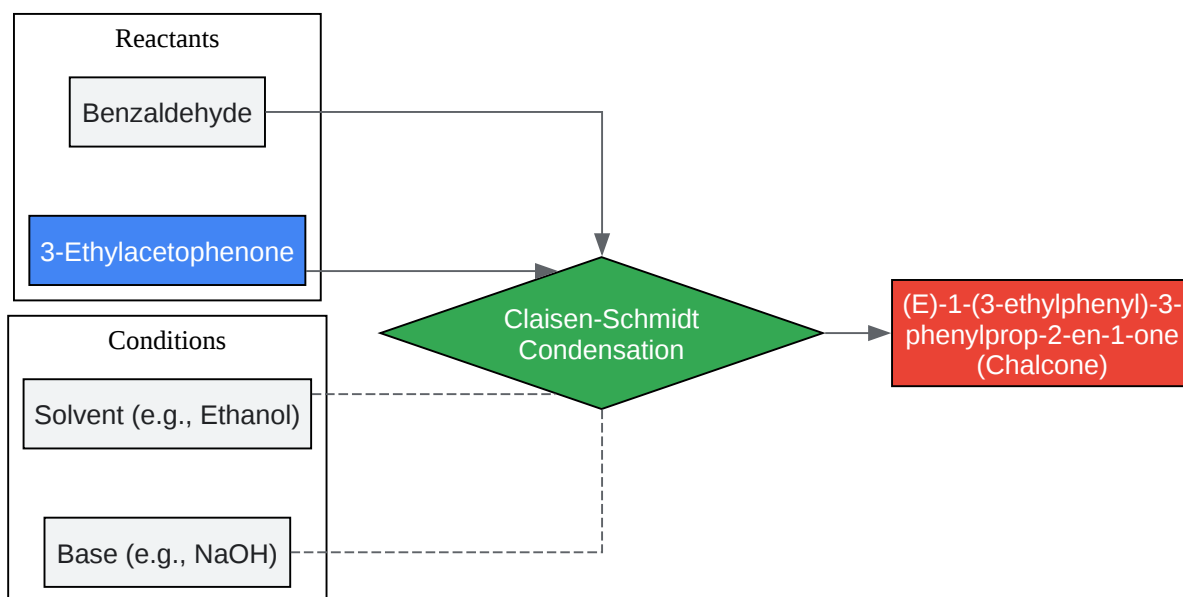 Reactants
Benzaldehyde
3-Ethylacetophenone
Conditions
Solvent (e.g., Ethanol)
Base (e.g., NaOH)
Claisen-Schmidt
Condensation
(E)-1-(3-ethylphenyl)-3-
phenylprop-2-en-1-one
(Chalcone)